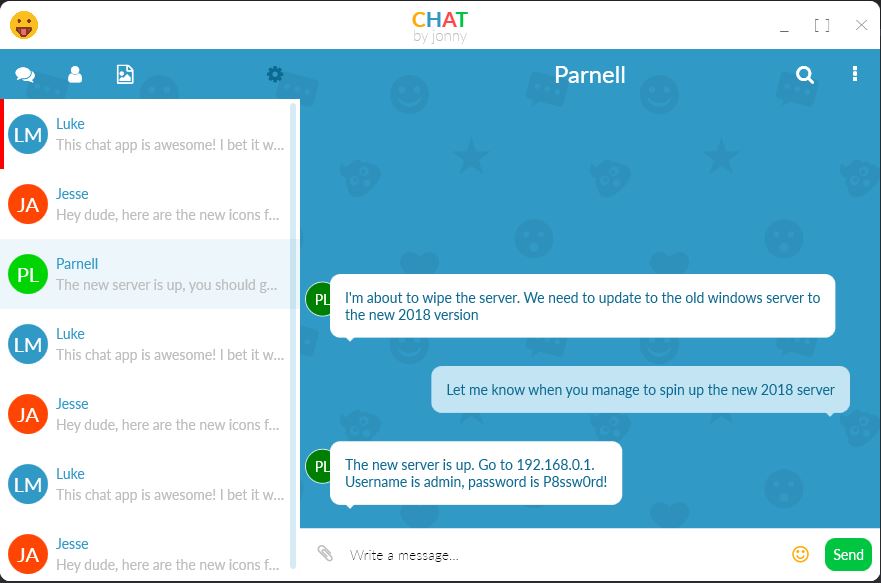 CHAT
by jonny
Parnell
LM
Luke
This chat app is awesome! I bet it w...
JA
Jesse
Hey dude, here are the new icons f...
PL
Parnell
The new server is up, you should g...
LM
Luke
This chat app is awesome! I bet it w...
JA
Jesse
Hey dude, here are the new icons f...
LM
Luke
This chat app is awesome! I bet it w...
JA
Jesse
Hey dude, here are the new icons f...
PL
I'm about to wipe the server. We need to update to the old windows server to
the new 2018 version
Let me know when you manage to spin up the new 2018 server
PL
The new server is up. Go to 192.168.0.1.
Username is admin, password is P8ssw0rd!
Write a message...
Send